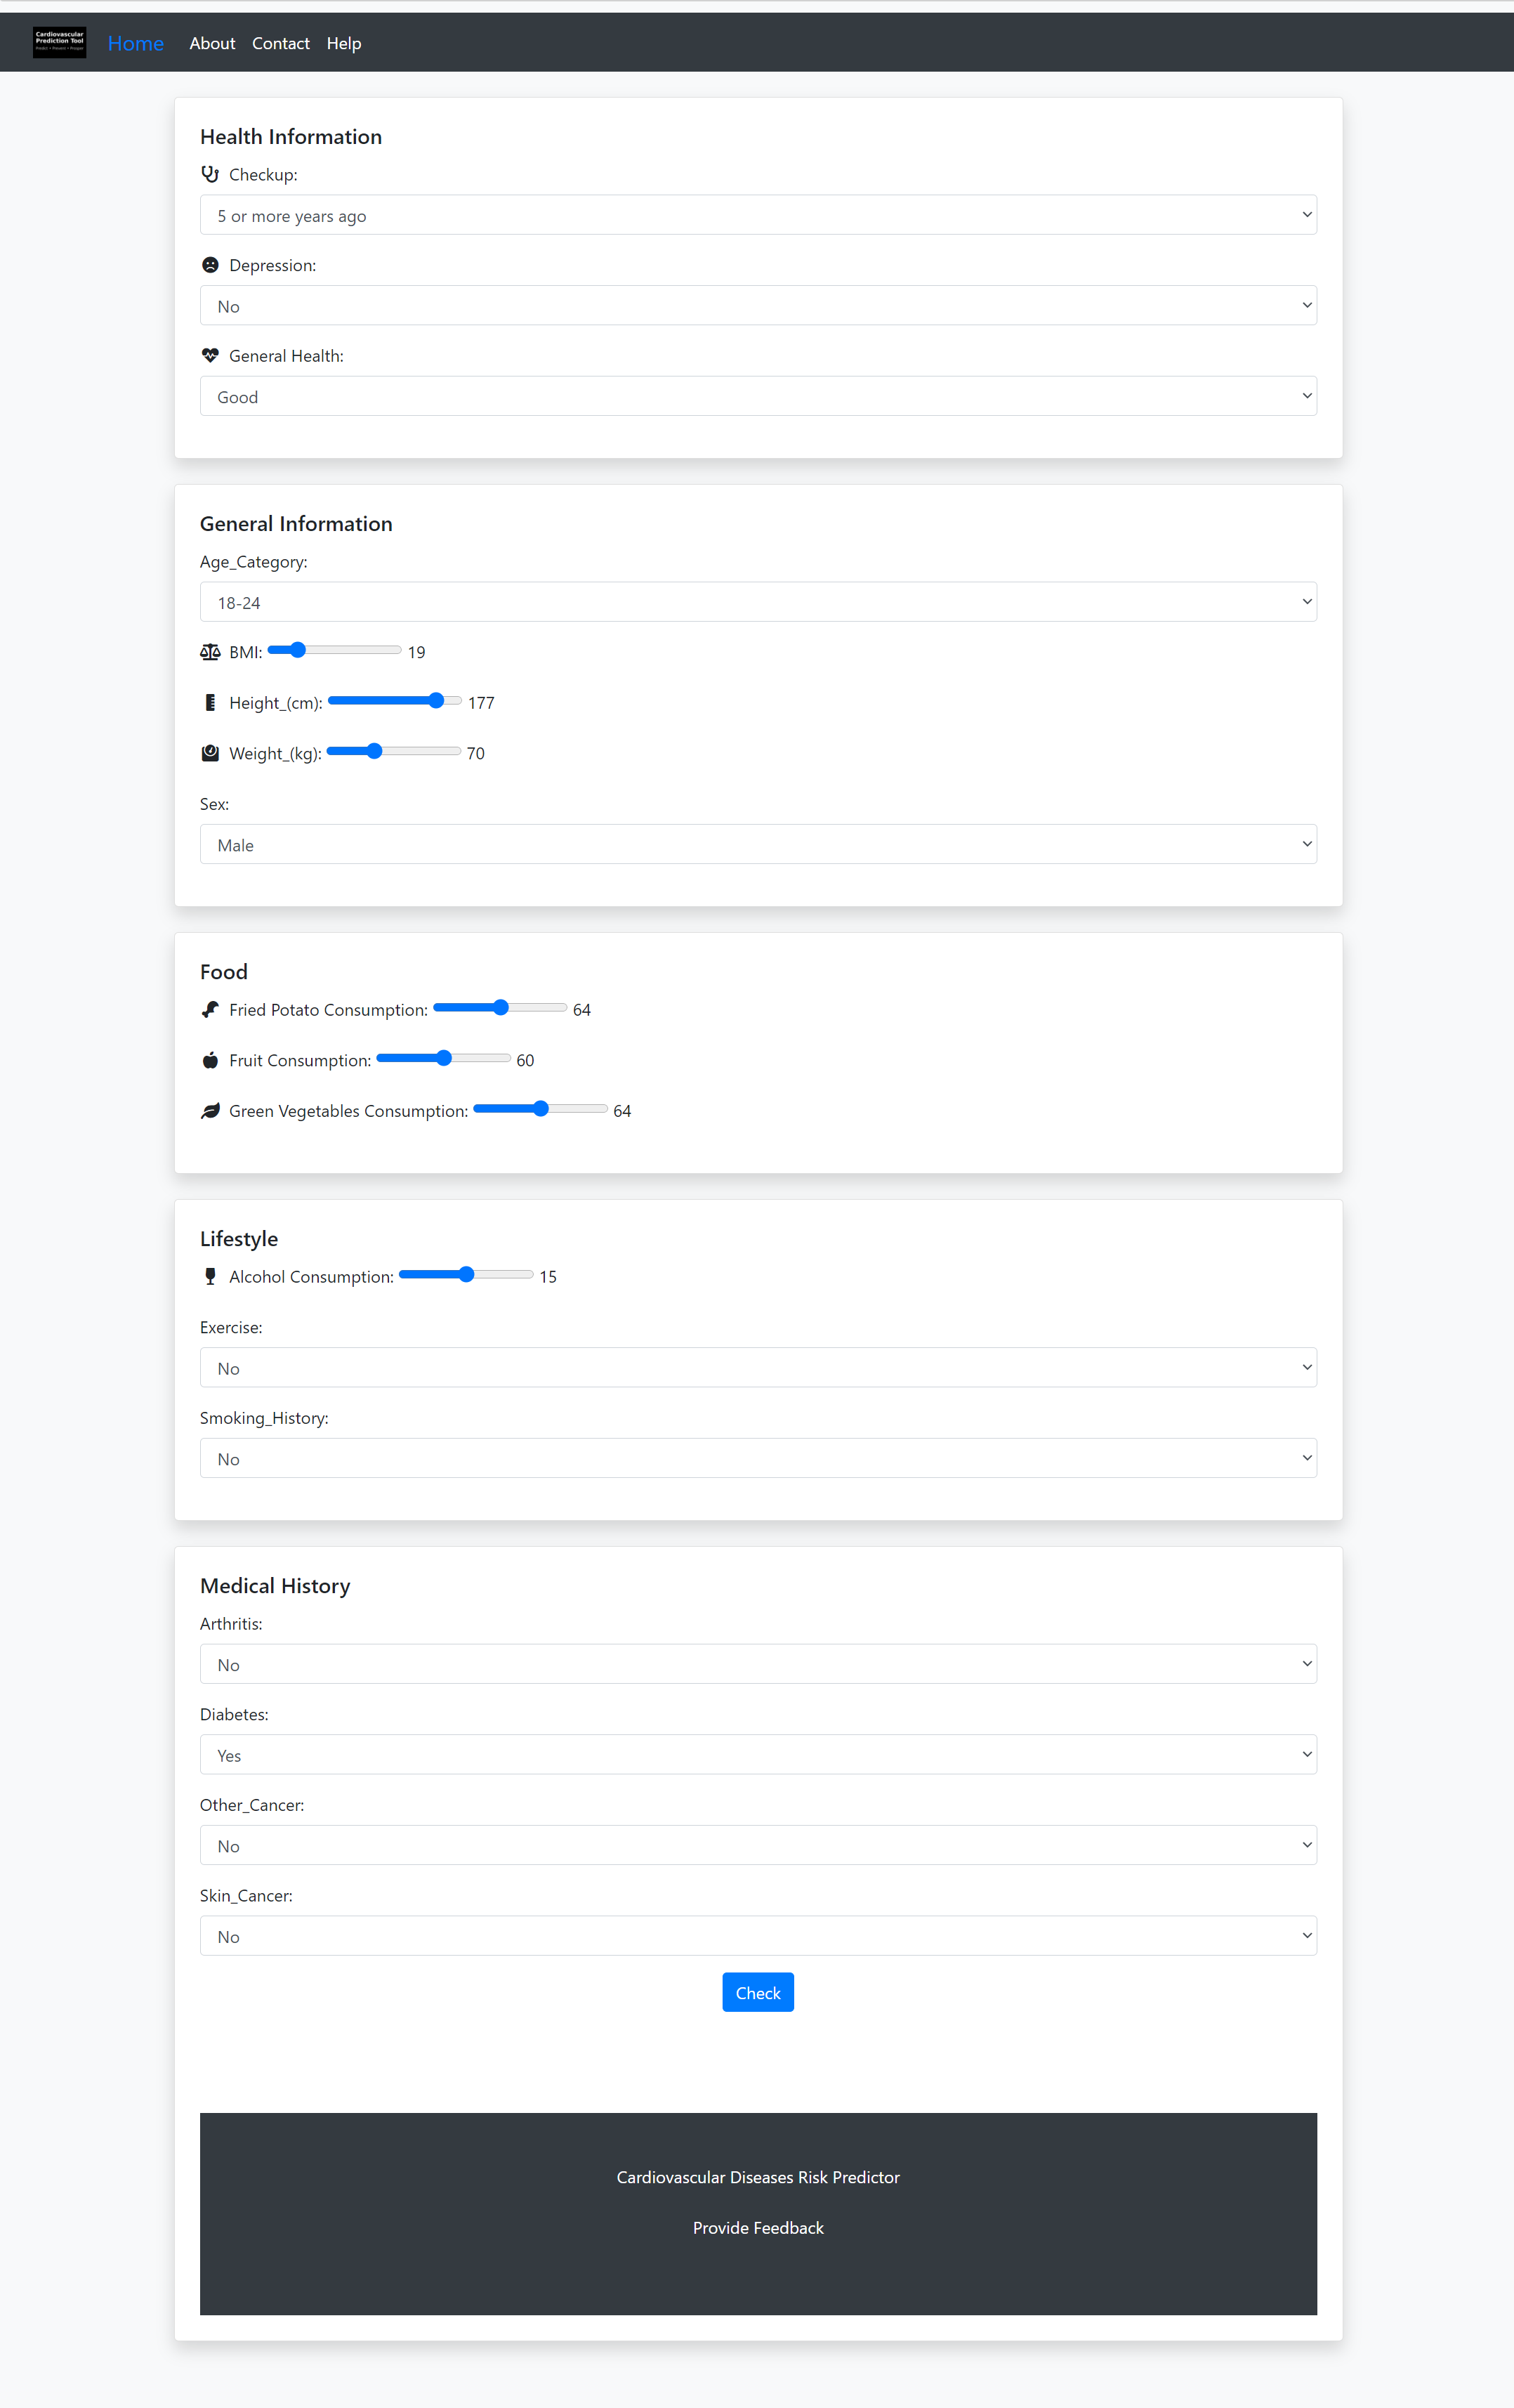 Cardiovascular
Prediction Tool
Predict • Prevent • Prosper
Home About Contact Help
Health Information
Checkup:
5 or more years ago
Depression:
No
General Health:
Good
General Information
Age_Category:
18-24
BMI: 19
Height_(cm): 177
Weight_(kg): 70
Sex:
Male
Food
Fried Potato Consumption: 64
Fruit Consumption: 60
Green Vegetables Consumption: 64
Lifestyle
Alcohol Consumption: 15
Exercise:
No
Smoking_History:
No
Medical History
Arthritis:
No
Diabetes:
Yes
Other_Cancer:
No
Skin_Cancer:
No
Check
Cardiovascular Diseases Risk Predictor
Provide Feedback